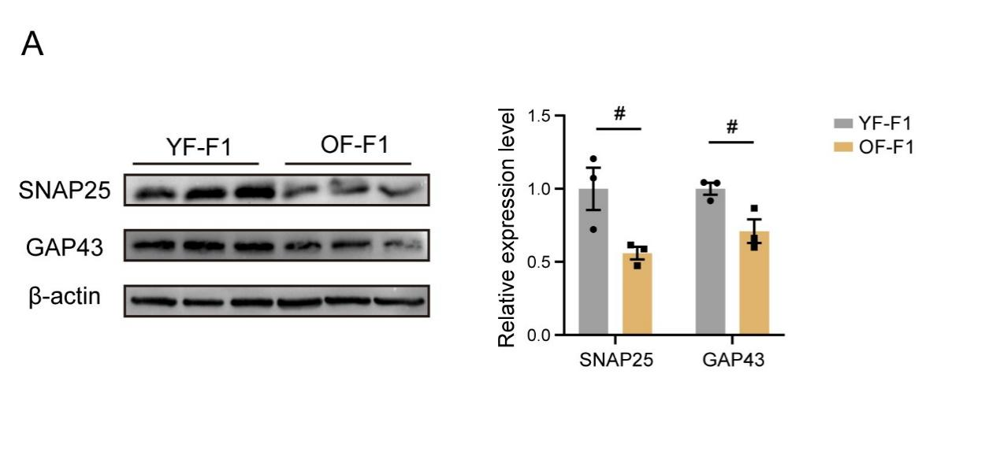 A
YF-F1 OF-F1
SNAP25
GAP43
β-actin
Relative expression level
1.5
1.0
0.5
0.0
# #
SNAP25 GAP43
YF-F1
OF-F1